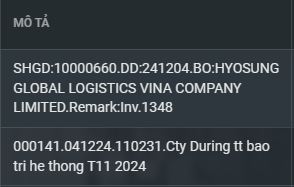 MÔ TẢ
SHGD:10000660.DD:241204.BO:HYOSUNG
GLOBAL LOGISTICS VINA COMPANY
LIMITED.Remark:Inv.1348
000141.041224.110231.Cty During tt bao
tri he thong T11 2024